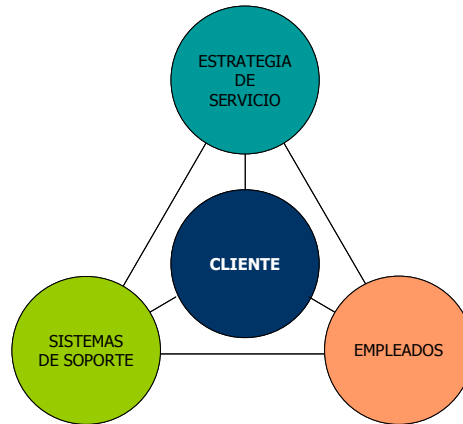 ESTRATEGIA
DE
SERVICIO
CLIENTE
SISTEMAS
DE SOPORTE
EMPLEADOS